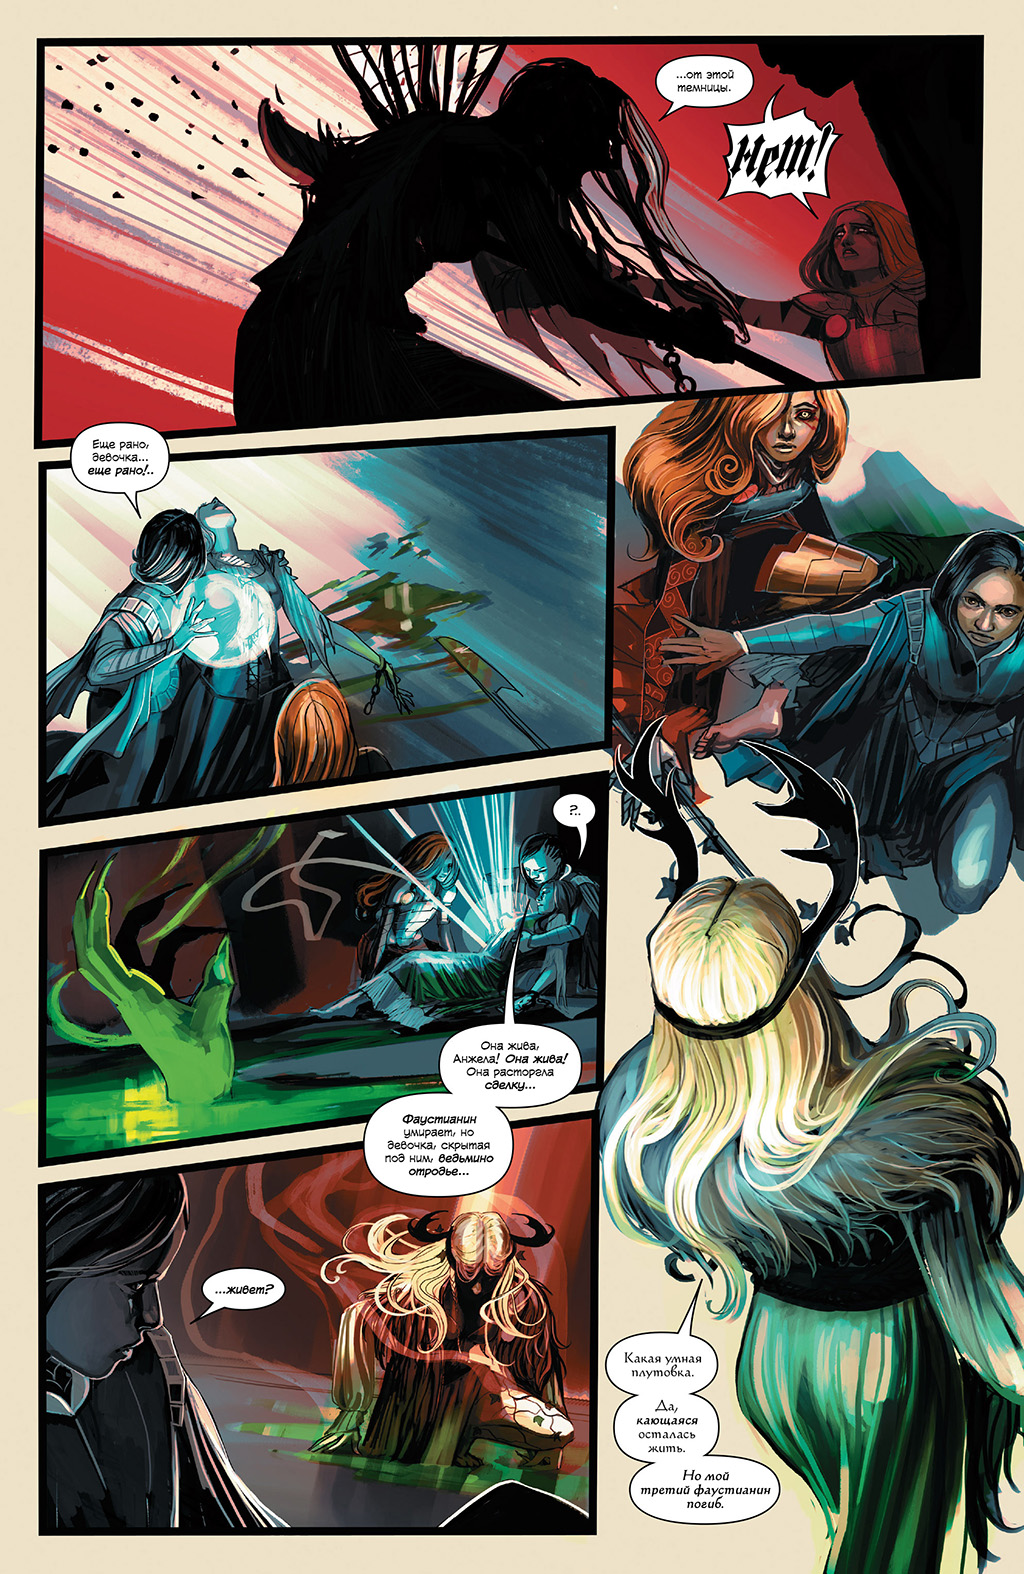 ...от этой
темницы.
Нет!
Еще рано,
девочка...
еще рано!..
?..
Она жива,
Анжела! Она жива!
Она расторгла
сделку...
Фаустианин
умирает, но
девочка, скрытая
под ним, ведьмино
отродье...
...живет?
Какая умная
плутовка.
Да,
кающаяся
осталась
жить.
Но мой
третий фаустианин
погиб.